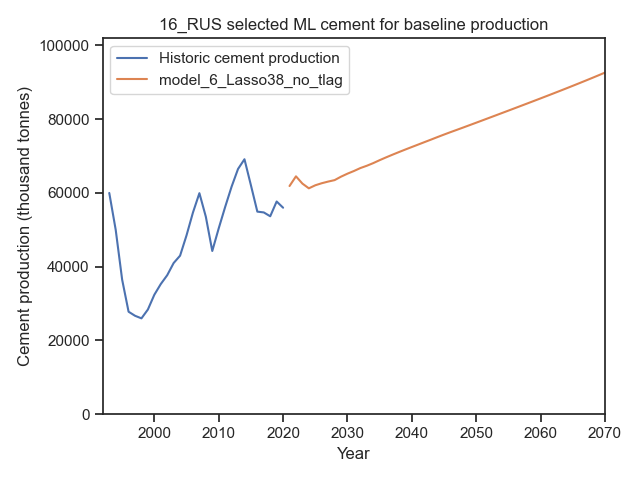 16_RUS selected ML cement for baseline production
Historic cement production
model_6_Lasso38_no_tlag
Cement production (thousand tonnes)
100000
80000
60000
40000
20000
0
2000 2010 2020 2030 2040 2050 2060 2070
Year